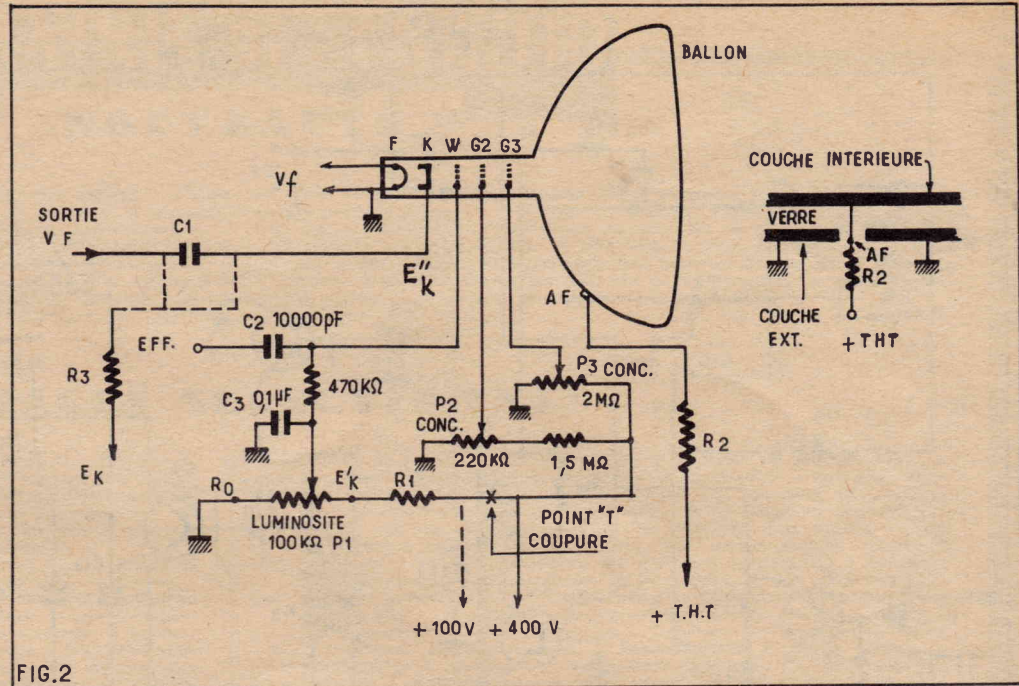 BALLON
F K W G2 G3
Vf
COUCHE INTERIEURE
VERRE
AF
R2
COUCHE
EXT.
+ THT
SORTIE
VF
C1
E"K
AF
C2 10000pF
EFF.
R3
470KΩ
C3 0,1µF
P3 CONC.
2MΩ
P2
CONC.
220KΩ
1,5 MΩ
R2
EK
R0
E'K
R1
LUMINOSITE
100KΩ P1
POINT "T"
COUPURE
+100V + 400 V
+ T.H.T
FIG.2